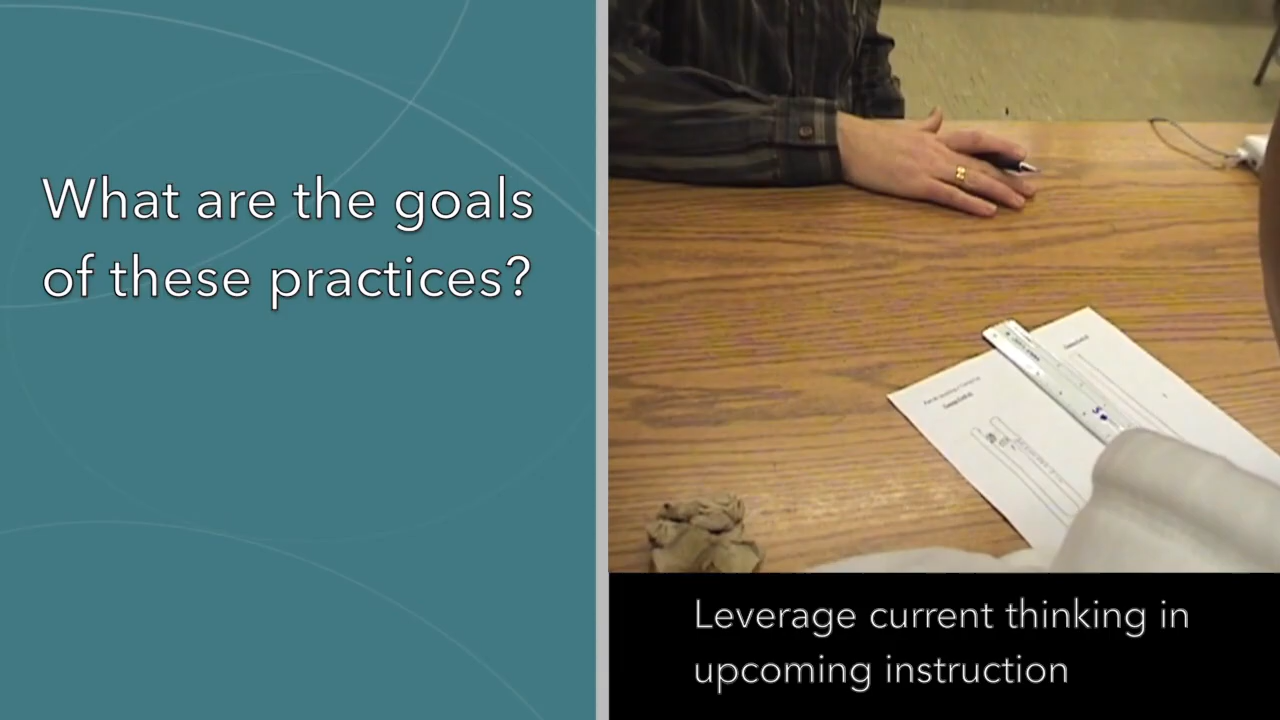 What are the goals
of these practices?
Leverage current thinking in
upcoming instruction